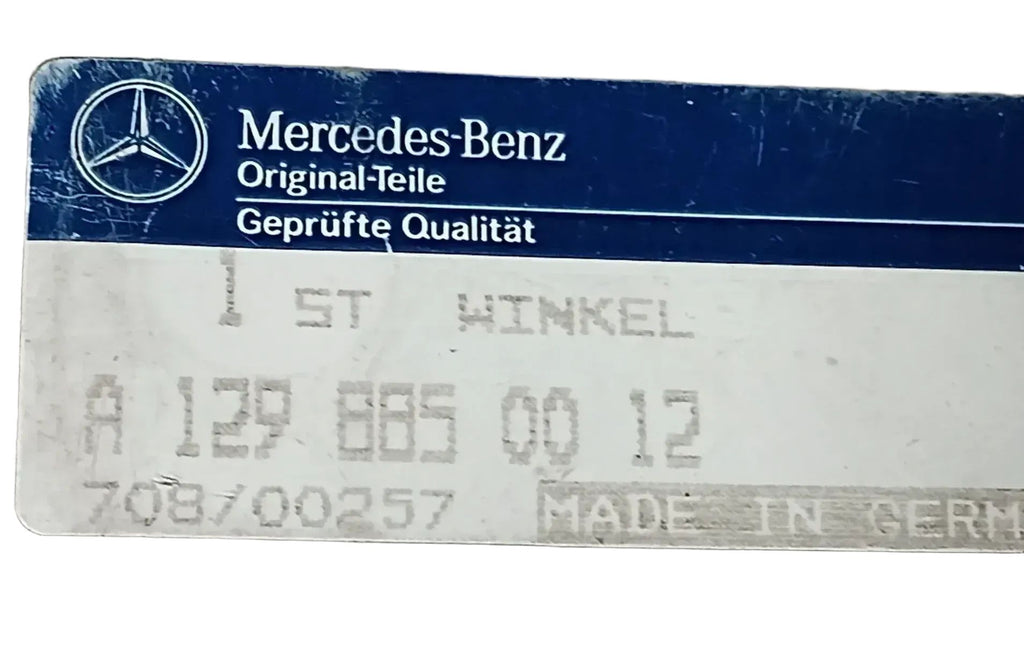 Mercedes-Benz
Original-Teile
Geprüfte Qualität
1 ST WINKEL
A 129 885 00 12
708/00257 MADE IN GERM